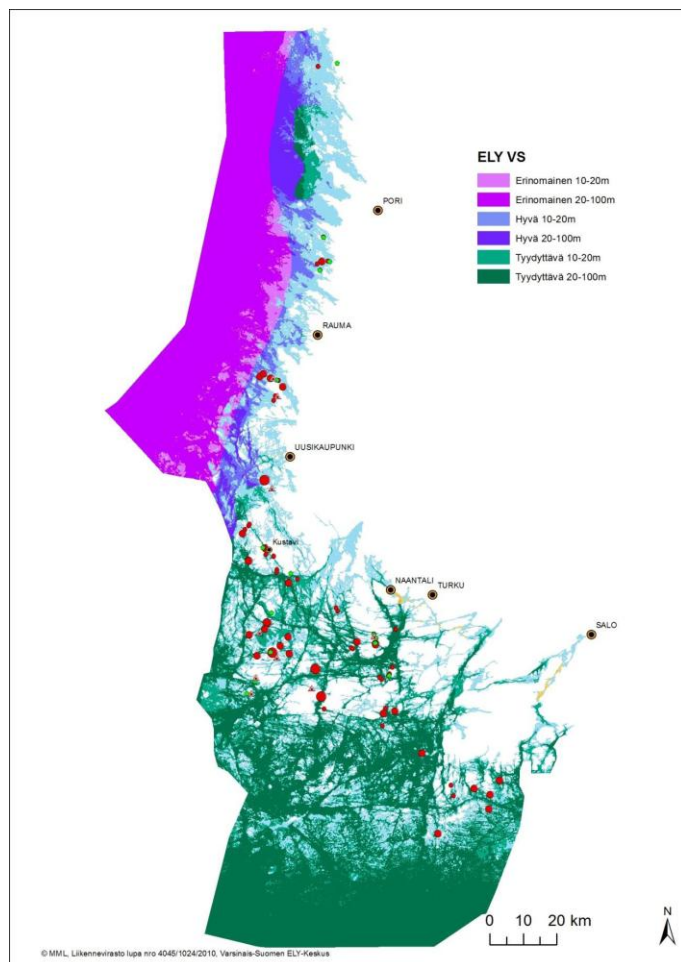 ELY VS
Erinomainen 10-20m
Erinomainen 20-100m
Hyvä 10-20m
Hyvä 20-100m
Tyydyttävä 10-20m
Tyydyttävä 20-100m
PORI
RAUMA
UUSIKAUPUNKI
Kustavi
NAANTALI
TURKU
SALO
0 10 20 km
N
© MML, Liikennevirasto lupa nro 4045/1024/2010, Varsinais-Suomen ELY-Keskus